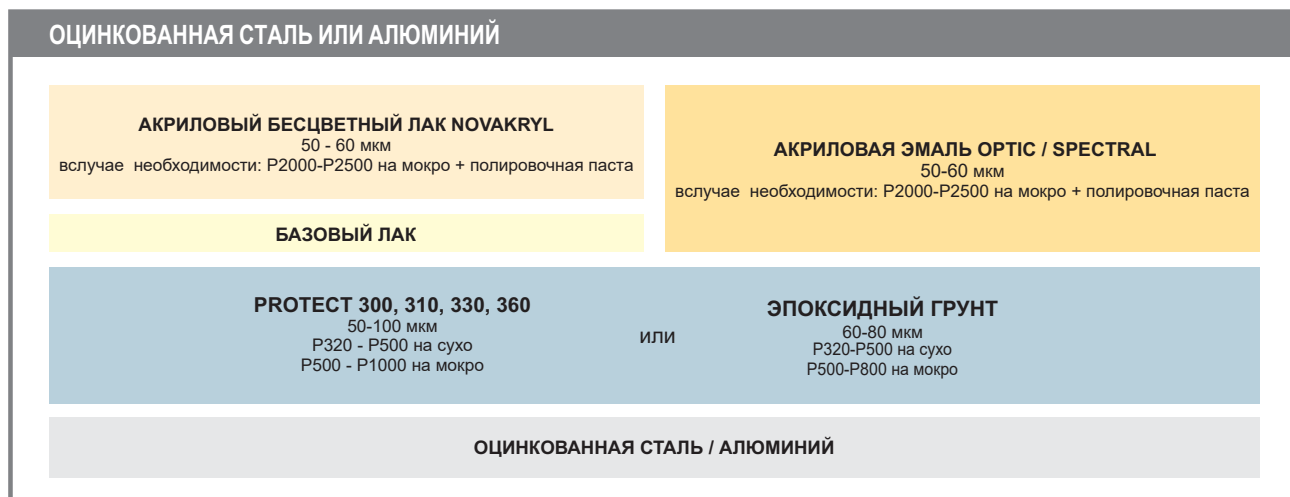 ОЦИНКОВАННАЯ СТАЛЬ ИЛИ АЛЮМИНИЙ
АКРИЛОВЫЙ БЕСЦВЕТНЫЙ ЛАК NOVAKRYL
50 - 60 мкм
вслучае необходимости: P2000-P2500 на мокро + полировочная паста
АКРИЛОВАЯ ЭМАЛЬ OPTIC / SPECTRAL
50-60 мкм
вслучае необходимости: P2000-P2500 на мокро + полировочная паста
БАЗОВЫЙ ЛАК
PROTECT 300, 310, 330, 360
50-100 мкм
P320 - P500 на сухо
P500 - P1000 на мокро
ИЛИ
ЭПОКСИДНЫЙ ГРУНТ
60-80 мкм
P320-P500 на сухо
P500-P800 на мокро
ОЦИНКОВАННАЯ СТАЛЬ / АЛЮМИНИЙ